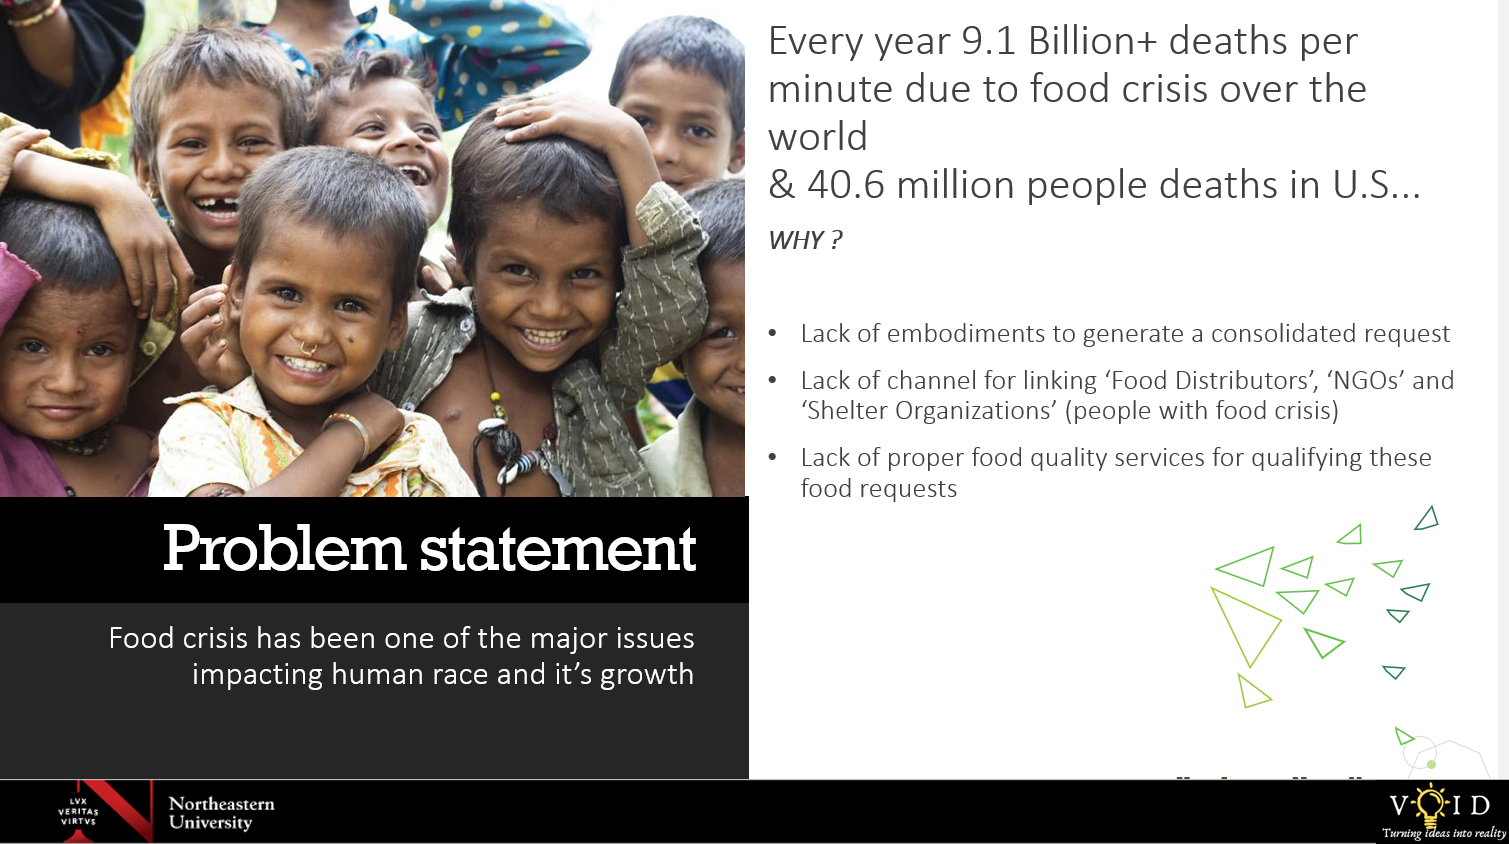 Every year 9.1 Billion+ deaths per
minute due to food crisis over the
world
& 40.6 million people deaths in U.S...
WHY ?
• Lack of embodiments to generate a consolidated request
• Lack of channel for linking ‘Food Distributors’, ‘NGOs’ and
‘Shelter Organizations’ (people with food crisis)
• Lack of proper food quality services for qualifying these
food requests
Problem statement
Food crisis has been one of the major issues
impacting human race and it’s growth
LVX
VERITAS
VIRTVS
Northeastern
University
VOID
Turning ideas into reality